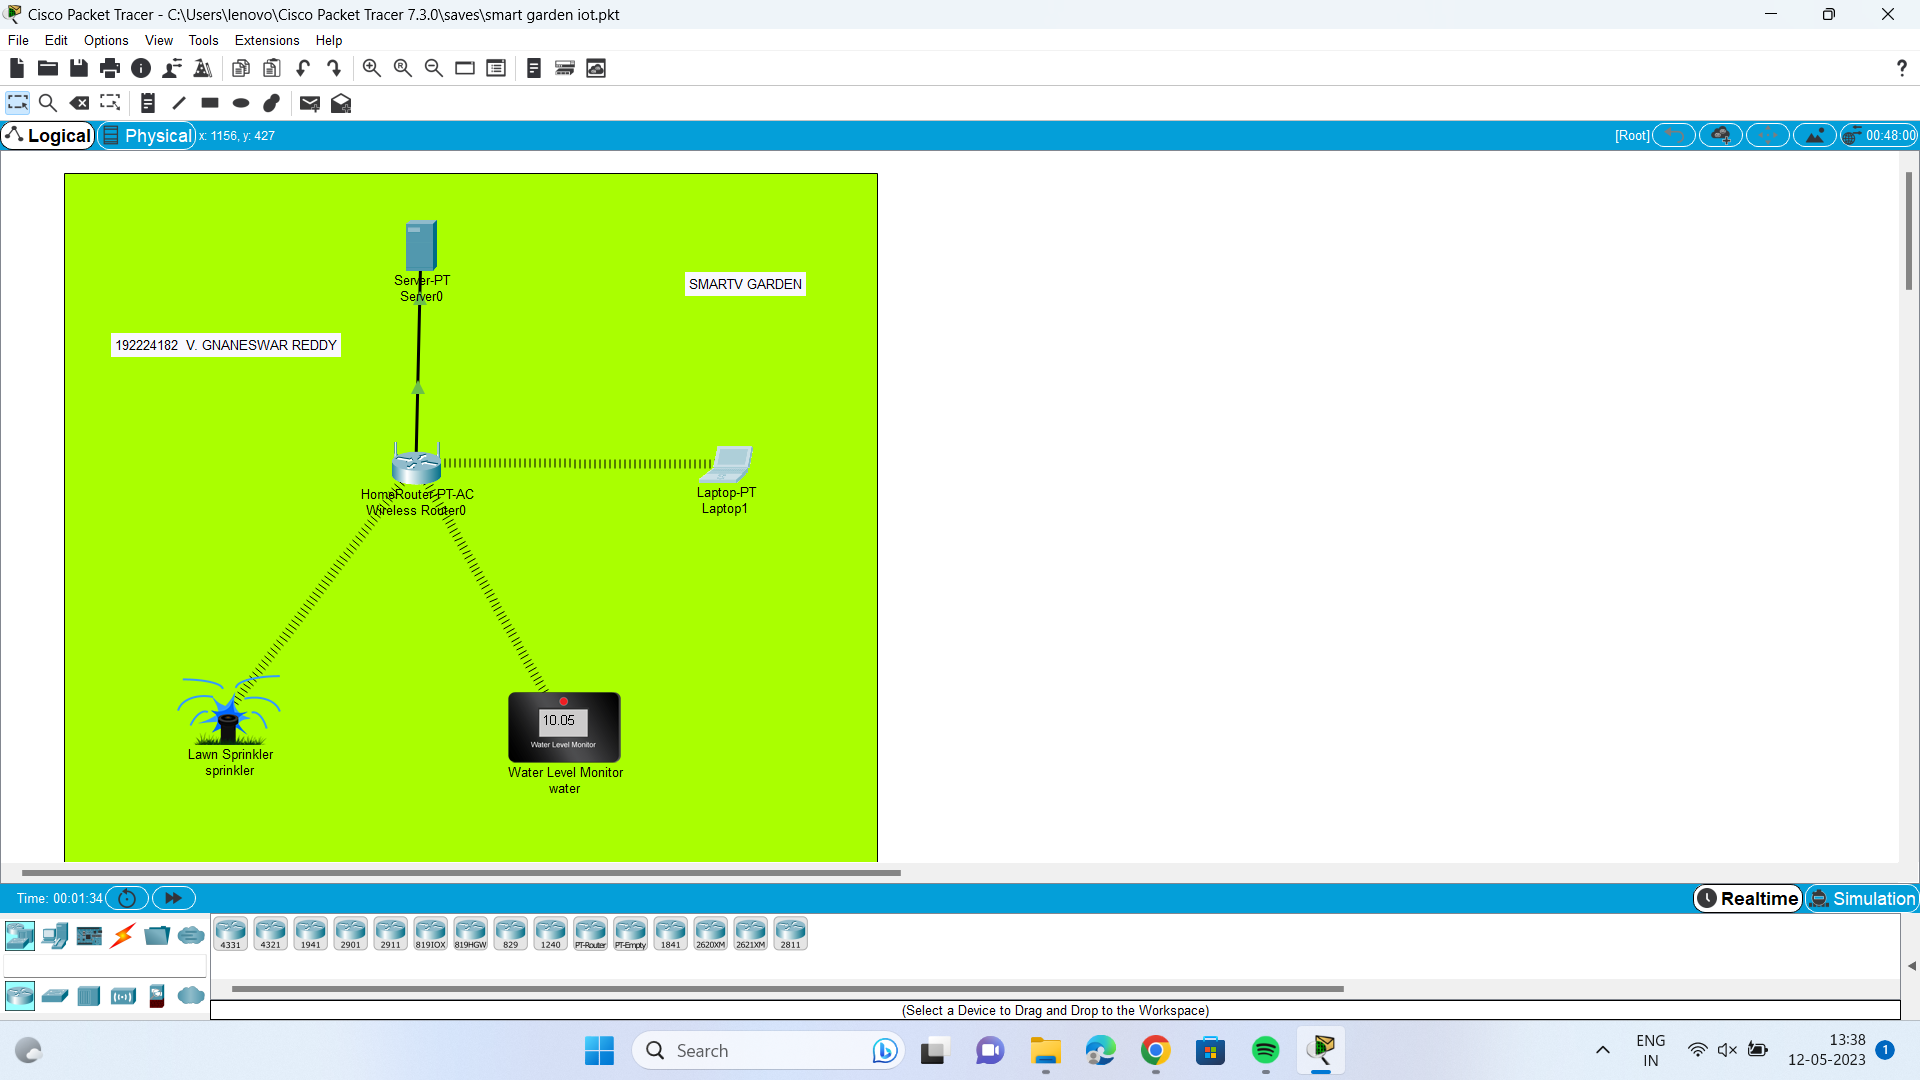 Cisco Packet Tracer - C:\Users\lenovo\Cisco Packet Tracer 7.3.0\saves\smart garden iot.pkt
File Edit Options View Tools Extensions Help
?
Logical Physical x: 1156, y: 427 [Root] 00:48:00
Server-PT
Server0
SMARTV GARDEN
192224182 V. GNANESWAR REDDY
HomeRouter-PT-AC
Wireless Router0
Laptop-PT
Laptop1
10.05
Water Level Monitor
Lawn Sprinkler
sprinkler
Water Level Monitor
water
Time: 00:01:34 Realtime Simulation
4331 4321 1941 2901 2911 819IOX 819HGW 829 1240 PT-Router PT-Empty 1841 2620XM 2621XM 2811
(Select a Device to Drag and Drop to the Workspace)
Search
ENG
IN
13:38
12-05-2023
1